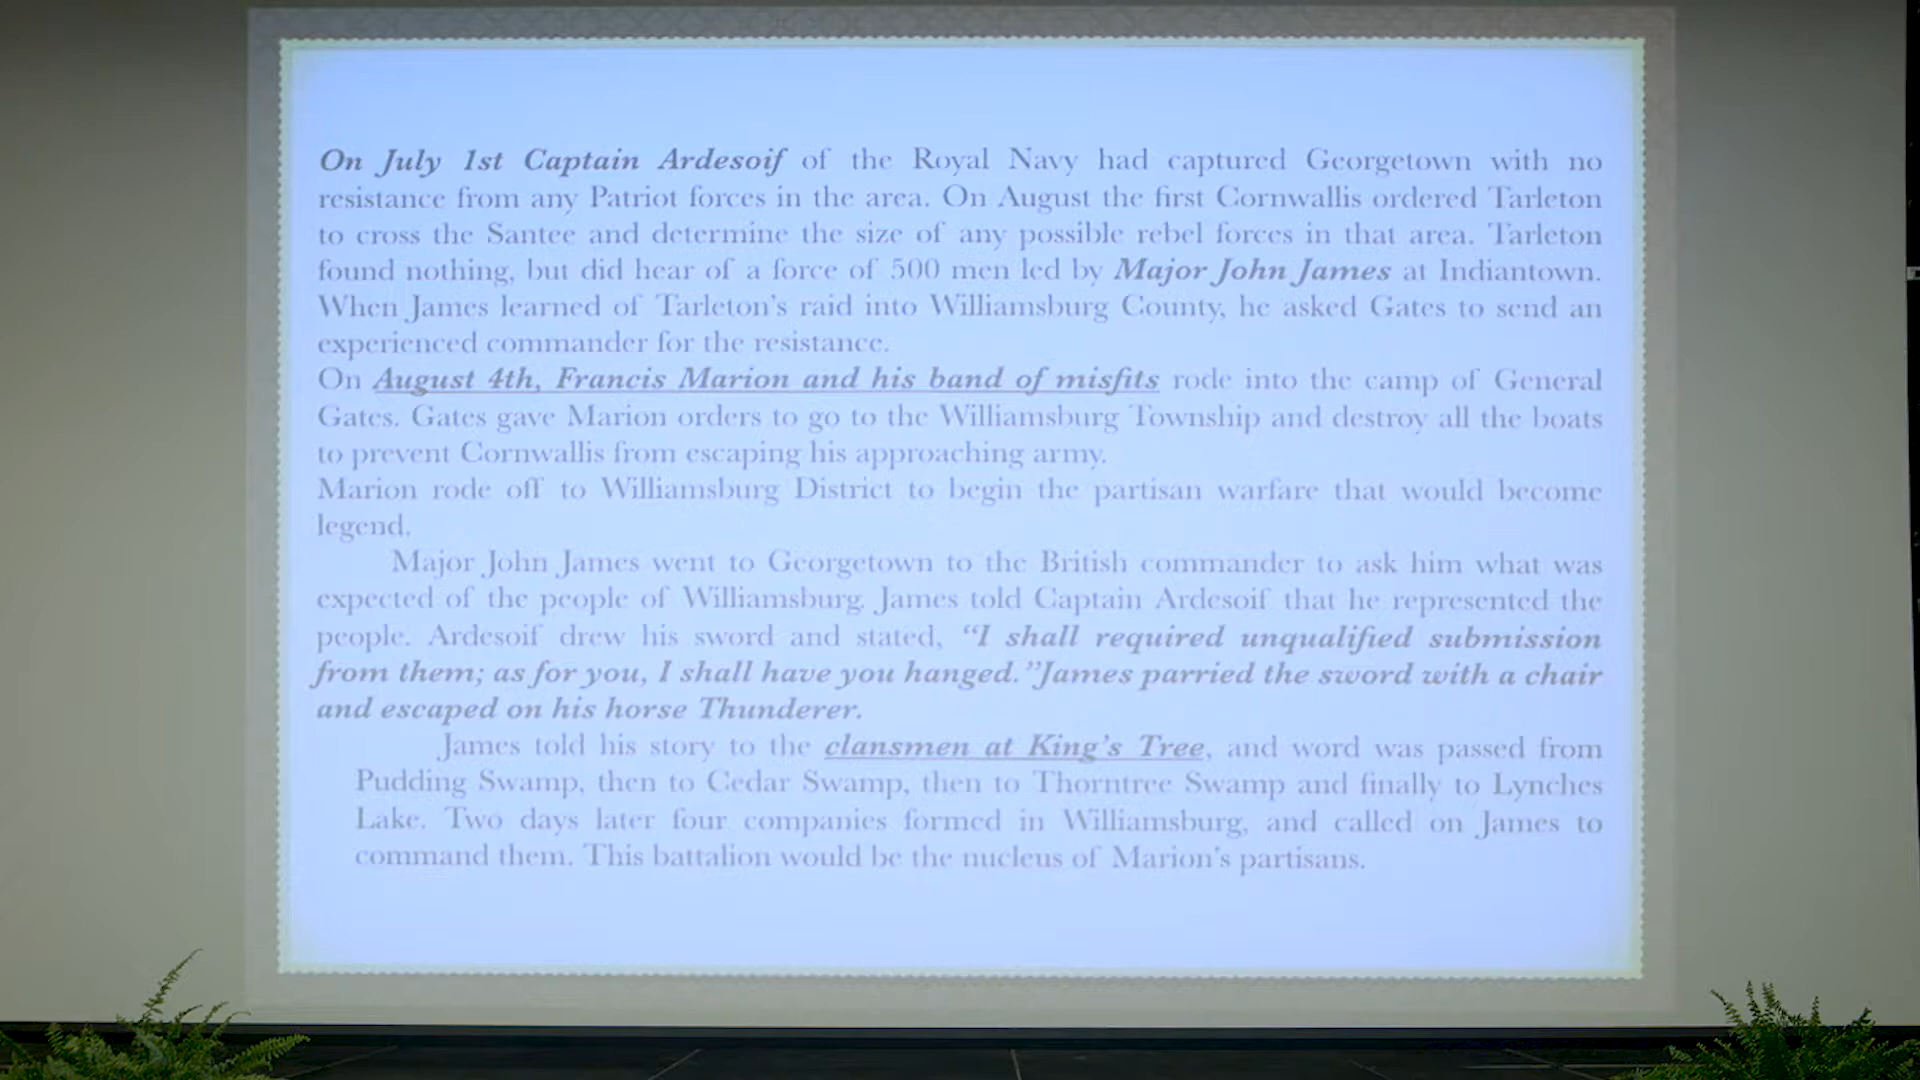 On July 1st Captain Ardesoif of the Royal Navy had captured Georgetown with no
resistance from any Patriot forces in the area. On August the first Cornwallis ordered Tarleton
to cross the Santee and determine the size of any possible rebel forces in that area. Tarleton
found nothing, but did hear of a force of 500 men led by Major John James at Indiantown.
When James learned of Tarleton’s raid into Williamsburg County, he asked Gates to send an
experienced commander for the resistance.
On August 4th, Francis Marion and his band of misfits rode into the camp of General
Gates. Gates gave Marion orders to go to the Williamsburg Township and destroy all the boats
to prevent Cornwallis from escaping his approaching army.
Marion rode off to Williamsburg District to begin the partisan warfare that would become
legend.
Major John James went to Georgetown to the British commander to ask him what was
expected of the people of Williamsburg. James told Captain Ardesoif that he represented the
people. Ardesoif drew his sword and stated, “I shall required unqualified submission
from them; as for you, I shall have you hanged.”James parried the sword with a chair
and escaped on his horse Thunderer.
James told his story to the clansmen at King’s Tree, and word was passed from
Pudding Swamp, then to Cedar Swamp, then to Thorntree Swamp and finally to Lynches
Lake. Two days later four companies formed in Williamsburg, and called on James to
command them. This battalion would be the nucleus of Marion’s partisans.